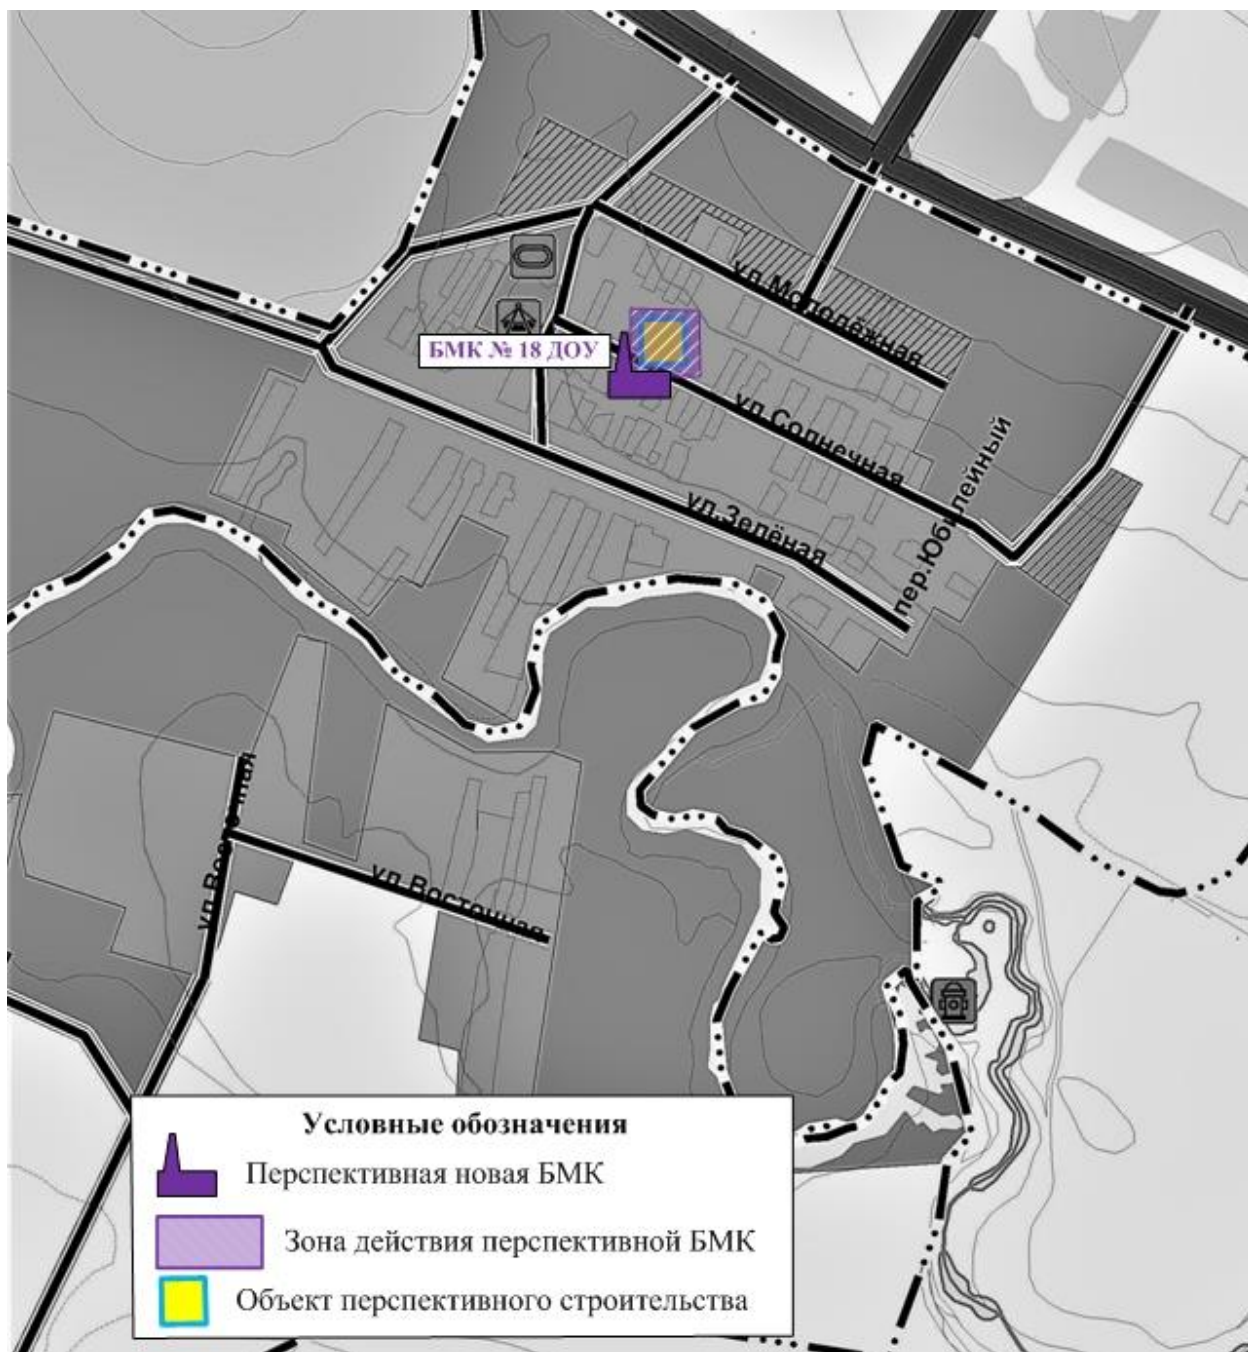 ул.Молодёжная
БМК № 18 ДОУ
ул.Солнечная
пер.Юбилейный
ул.Зелёная
ул.Восточная
ул.Восточная
Условные обозначения
Перспективная новая БМК
Зона действия перспективной БМК
Объект перспективного строительства